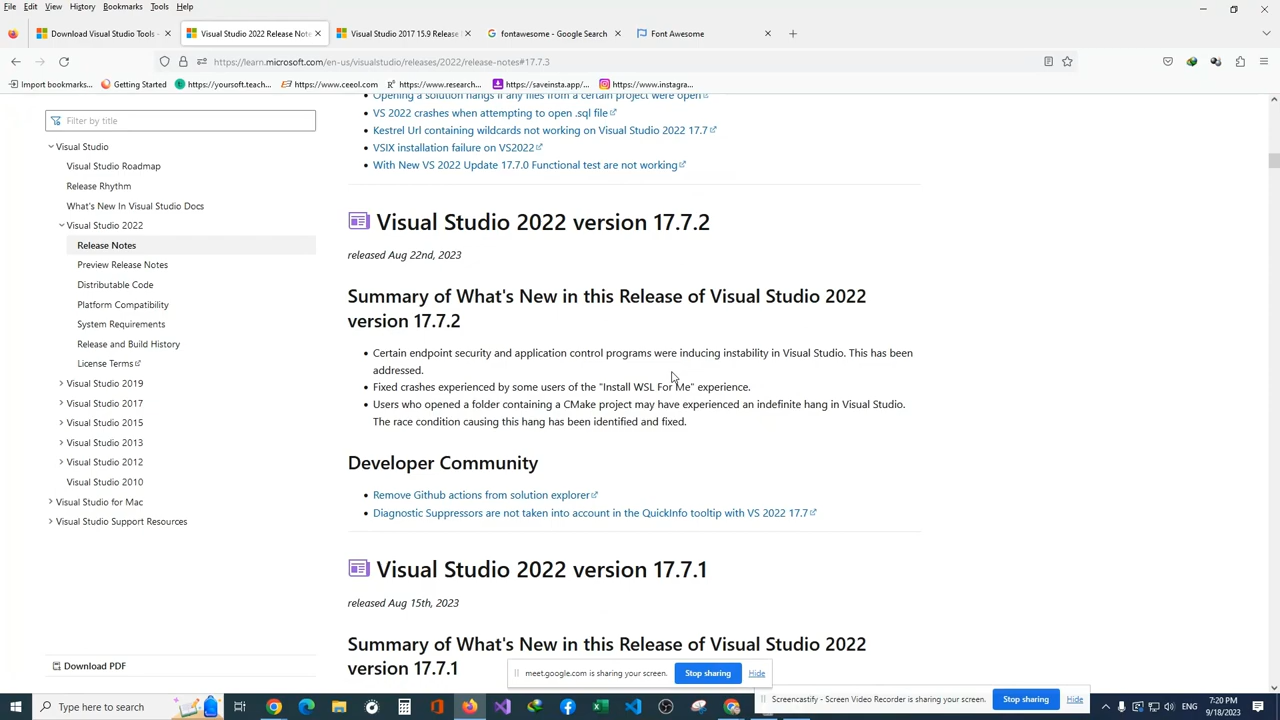 File Edit View History Bookmarks Tools Help
Download Visual Studio Tools -
Visual Studio 2022 Release Note
Visual Studio 2017 15.9 Release
fontawesome - Google Search
Font Awesome
https://learn.microsoft.com/en-us/visualstudio/releases/2022/release-notes#17.7.3
Import bookmarks...
Getting Started
https://yoursoft.teach...
https://www.ceeol.com
https://www.research...
https://saveinsta.app/...
https://www.instagra...
Filter by title
Visual Studio
Visual Studio Roadmap
Release Rhythm
What's New In Visual Studio Docs
Visual Studio 2022
Release Notes
Preview Release Notes
Distributable Code
Platform Compatibility
System Requirements
Release and Build History
License Terms
Visual Studio 2019
Visual Studio 2017
Visual Studio 2015
Visual Studio 2013
Visual Studio 2012
Visual Studio 2010
Visual Studio for Mac
Visual Studio Support Resources
Download PDF
Opening a solution hangs if any files from a certain project were open
VS 2022 crashes when attempting to open .sql file
Kestrel Url containing wildcards not working on Visual Studio 2022 17.7
VSIX installation failure on VS2022
With New VS 2022 Update 17.7.0 Functional test are not working
Visual Studio 2022 version 17.7.2
released Aug 22nd, 2023
Summary of What's New in this Release of Visual Studio 2022
version 17.7.2
Certain endpoint security and application control programs were inducing instability in Visual Studio. This has been
addressed.
Fixed crashes experienced by some users of the "Install WSL For Me" experience.
Users who opened a folder containing a CMake project may have experienced an indefinite hang in Visual Studio.
The race condition causing this hang has been identified and fixed.
Developer Community
Remove Github actions from solution explorer
Diagnostic Suppressors are not taken into account in the QuickInfo tooltip with VS 2022 17.7
Visual Studio 2022 version 17.7.1
released Aug 15th, 2023
Summary of What's New in this Release of Visual Studio 2022
version 17.7.1
meet.google.com is sharing your screen. Stop sharing Hide
Screencastify - Screen Video Recorder is sharing your screen. Stop sharing Hide
Type here to search
ENG
7:20 PM
9/18/2023